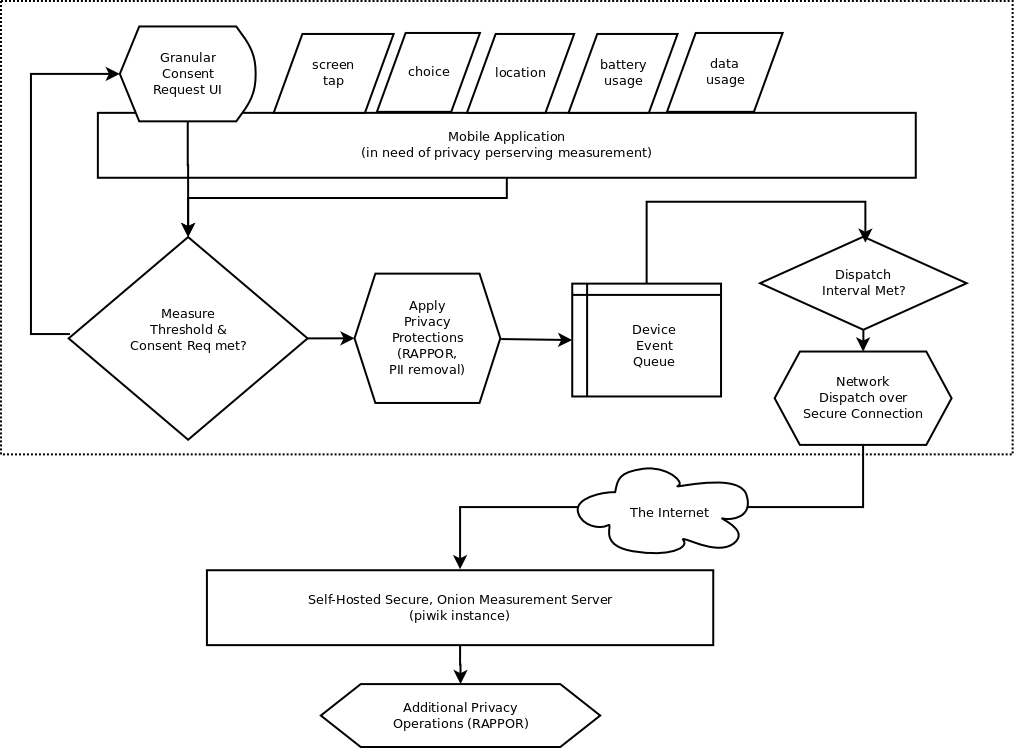 Granular
Consent
Request UI
screen
tap
choice
location
battery
usage
data
usage
Mobile Application
(in need of privacy perserving measurement)
Measure
Threshold &
Consent Req met?
Apply
Privacy
Protections
(RAPPOR,
PII removal)
Device
Event
Queue
Dispatch
Interval Met?
Network
Dispatch over
Secure Connection
The Internet
Self-Hosted Secure, Onion Measurement Server
(piwik instance)
Additional Privacy
Operations (RAPPOR)